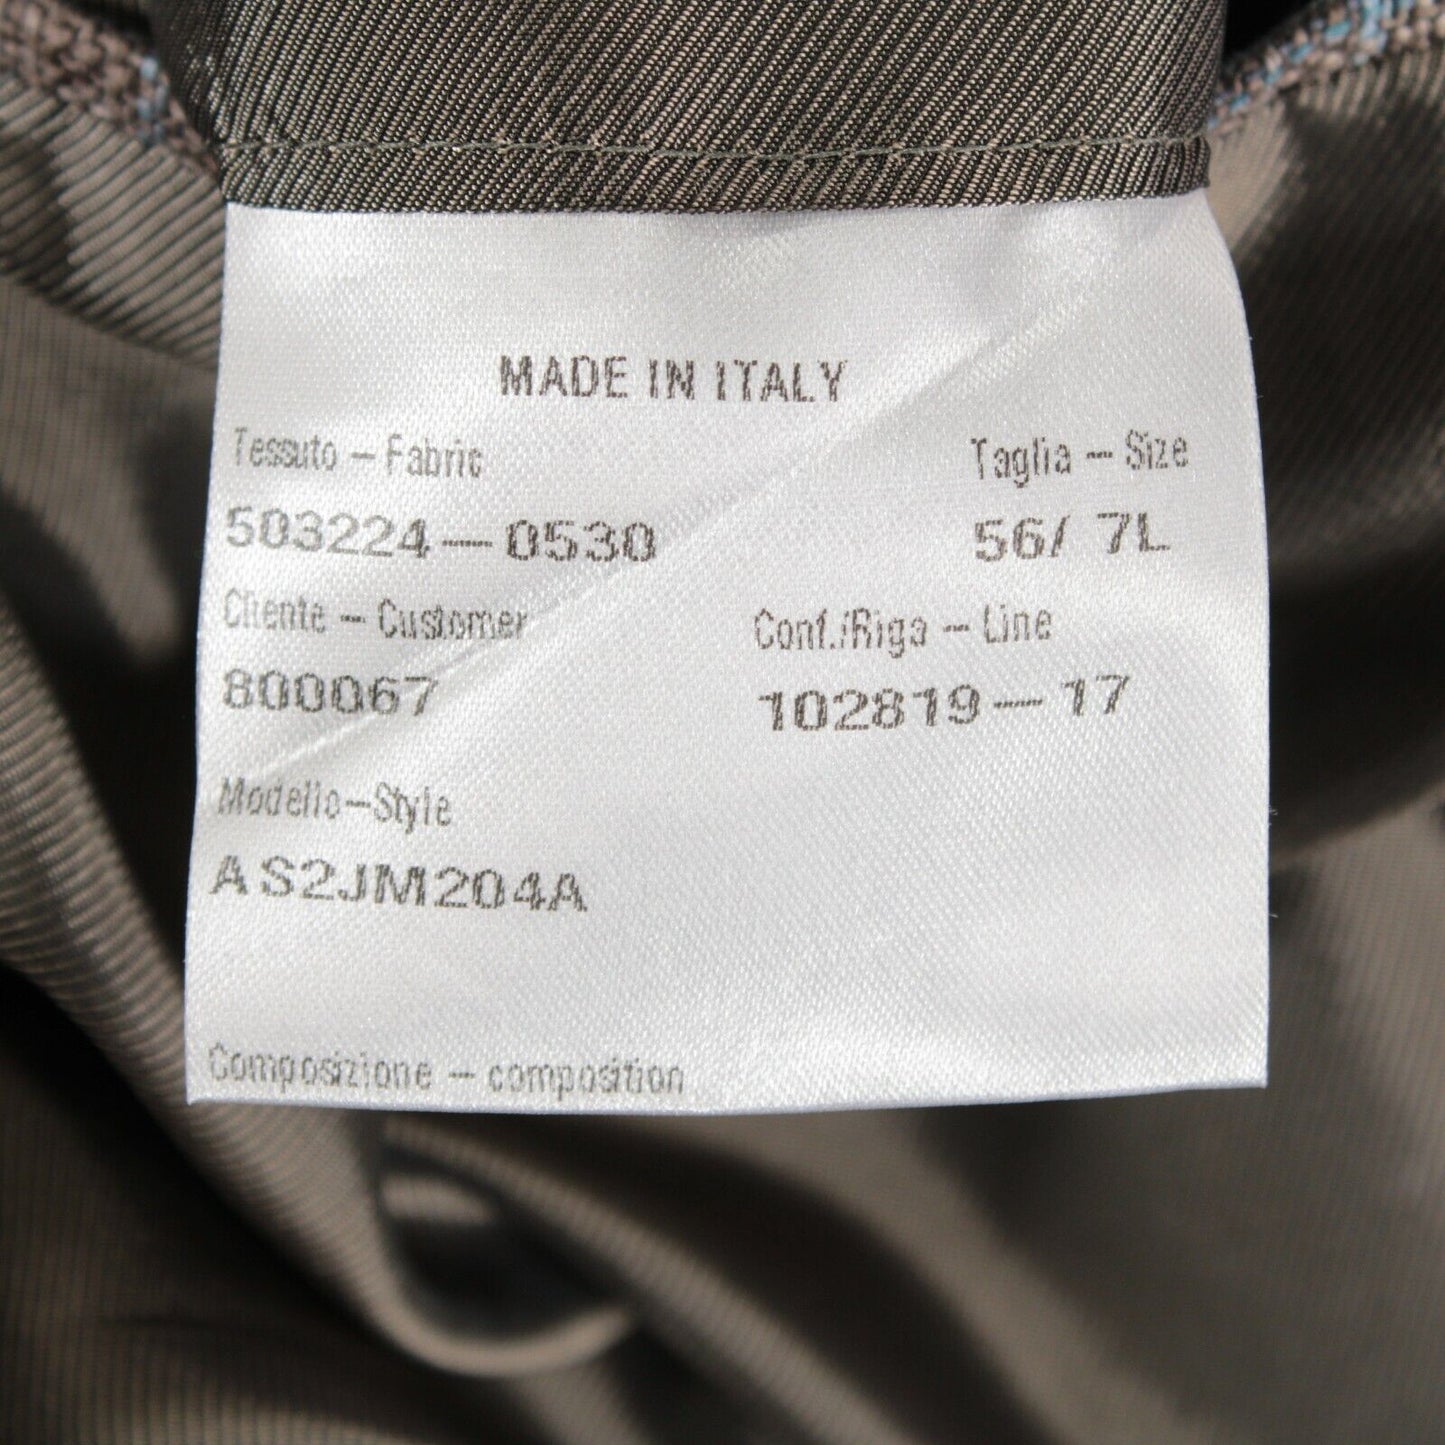 MADE IN ITALY
Tessuto – Fabric Taglia – Size
503224–0530 56/ 7L
Cliente – Customer Conf./Riga – Line
800067 102819–17
Modello–Style
AS2JM204A
Composizione – composition